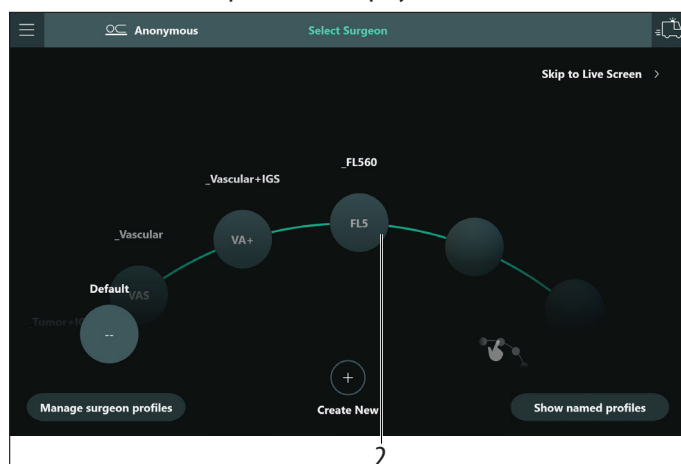 Anonymous
Select Surgeon
Skip to Live Screen >
_FL560
_Vascular+IGS
FL5
_Vascular
VA+
Default
VAS
--
+
Manage surgeon profiles
Create New
Show named profiles
2